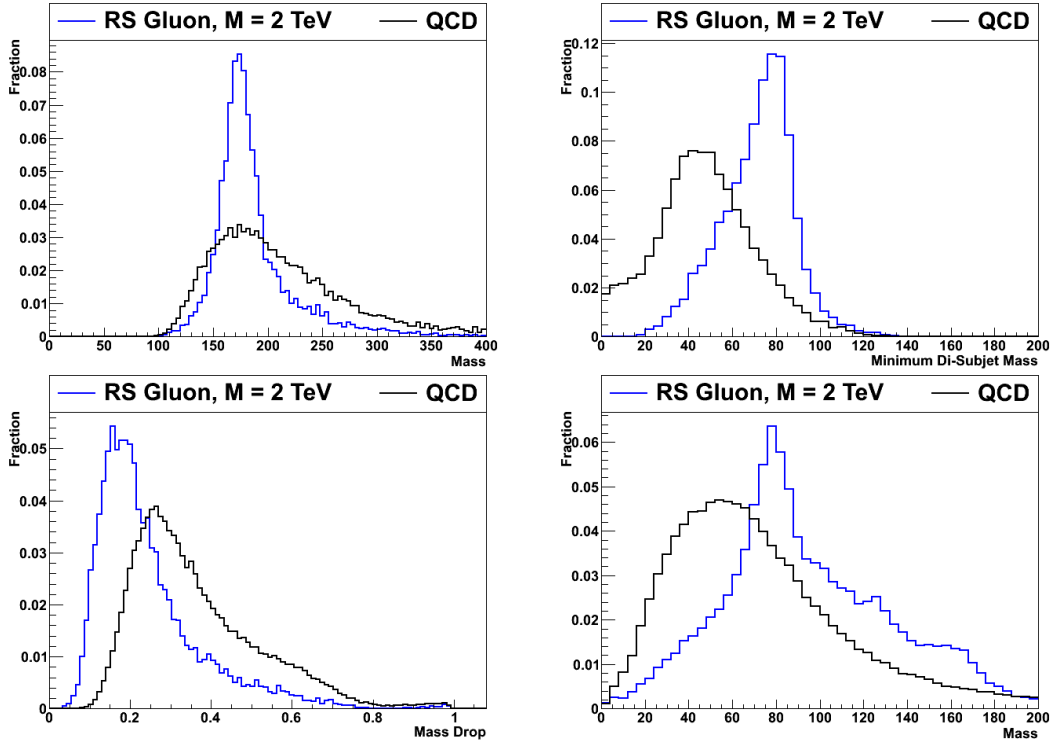 RS Gluon, M = 2 TeV QCD
Fraction
0.08
0.07
0.06
0.05
0.04
0.03
0.02
0.01
0
0 50 100 150 200 250 300 350 400
Mass
RS Gluon, M = 2 TeV QCD
Fraction
0.12
0.1
0.08
0.06
0.04
0.02
0
0 20 40 60 80 100 120 140 160 180 200
Minimum Di-Subjet Mass
RS Gluon, M = 2 TeV QCD
Fraction
0.05
0.04
0.03
0.02
0.01
0
0 0.2 0.4 0.6 0.8 1
Mass Drop
RS Gluon, M = 2 TeV QCD
Fraction
0.06
0.05
0.04
0.03
0.02
0.01
0
0 20 40 60 80 100 120 140 160 180 200
Mass